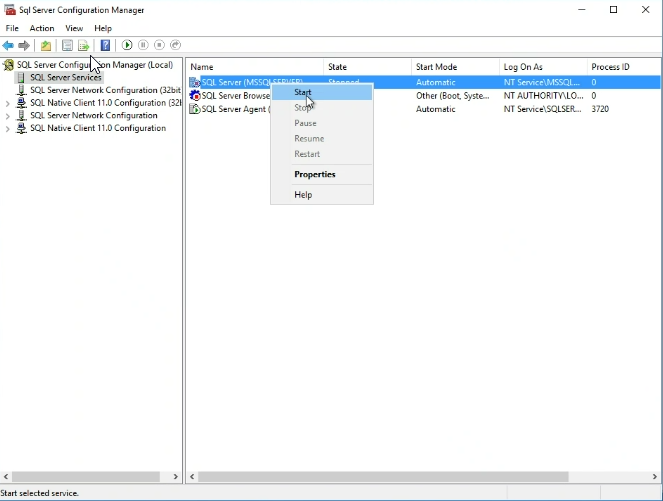 Sql Server Configuration Manager
File Action View Help
SQL Server Configuration Manager (Local)
SQL Server Services
SQL Server Network Configuration (32bit
SQL Native Client 11.0 Configuration (32l
SQL Server Network Configuration
SQL Native Client 11.0 Configuration
Name State Start Mode Log On As Process ID
SQL Server (MSSQLSERVER) Stopped Automatic NT Service\MSSQL... 0
SQL Server Browse Other (Boot, Syste... NT AUTHORITY\LO... 0
SQL Server Agent ( Automatic NT Service\SQLSER... 3720
Start
Stop
Pause
Resume
Restart
Properties
Help
Start selected service.